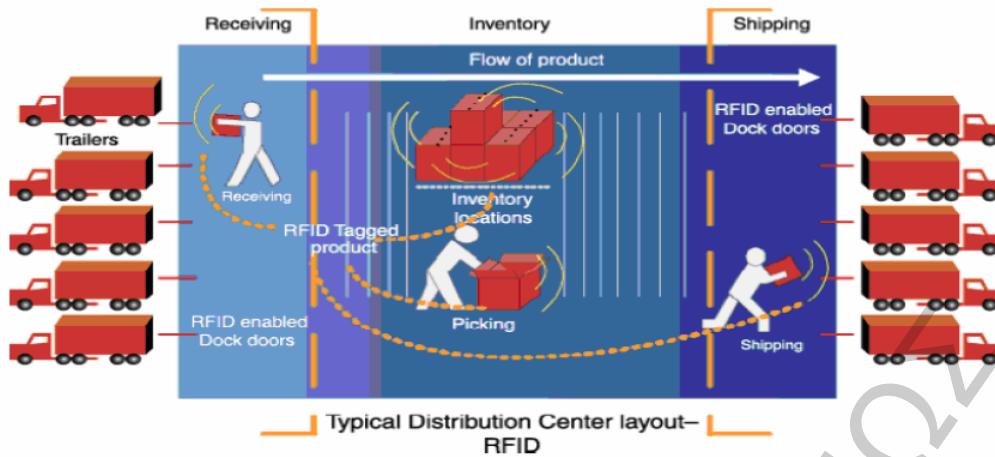 Receiving
Inventory
Shipping
Flow of product
Trailers
RFID enabled
Dock doors
Receiving
Inventory
locations
RFID Tagged
product
Picking
RFID enabled
Dock doors
Shipping
Typical Distribution Center layout–
RFID